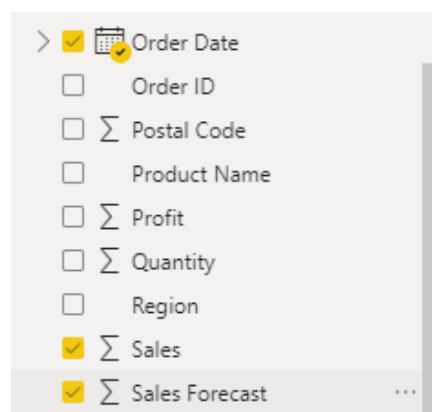 Order Date
Order ID
∑ Postal Code
Product Name
∑ Profit
∑ Quantity
Region
∑ Sales
∑ Sales Forecast ...